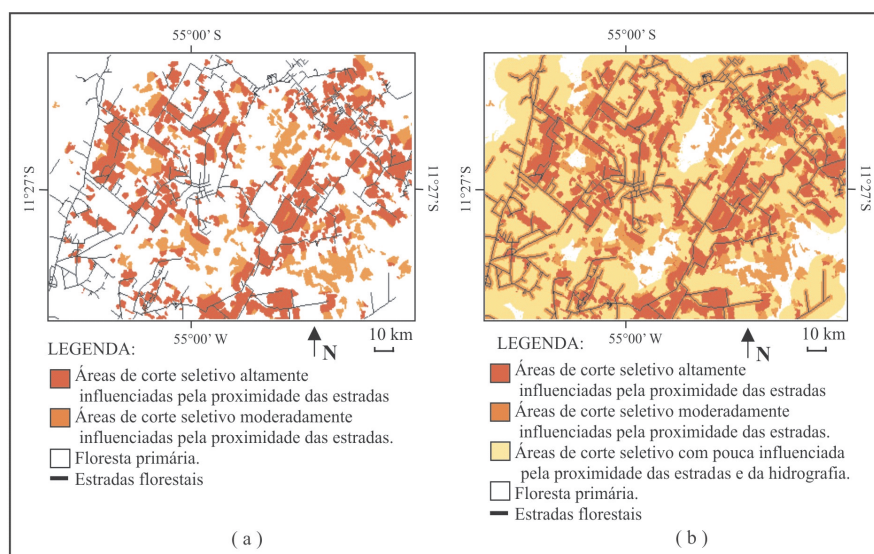 55°00' S
11°27'S
11°27'S
55°00' W
N
10 km
LEGENDA:
Áreas de corte seletivo altamente
influenciadas pela proximidade das estradas
Áreas de corte seletivo moderadamente
influenciadas pela proximidade das estradas.
Floresta primária.
Estradas florestais
( a )
55°00' S
11°27'S
11°27'S
55°00' W
N
10 km
LEGENDA:
Áreas de corte seletivo altamente
influenciadas pela proximidade das estradas
Áreas de corte seletivo moderadamente
influenciadas pela proximidade das estradas.
Áreas de corte seletivo com pouca influenciada
pela proximidade das estradas e da hidrografia.
Floresta primária.
Estradas florestais
( b )